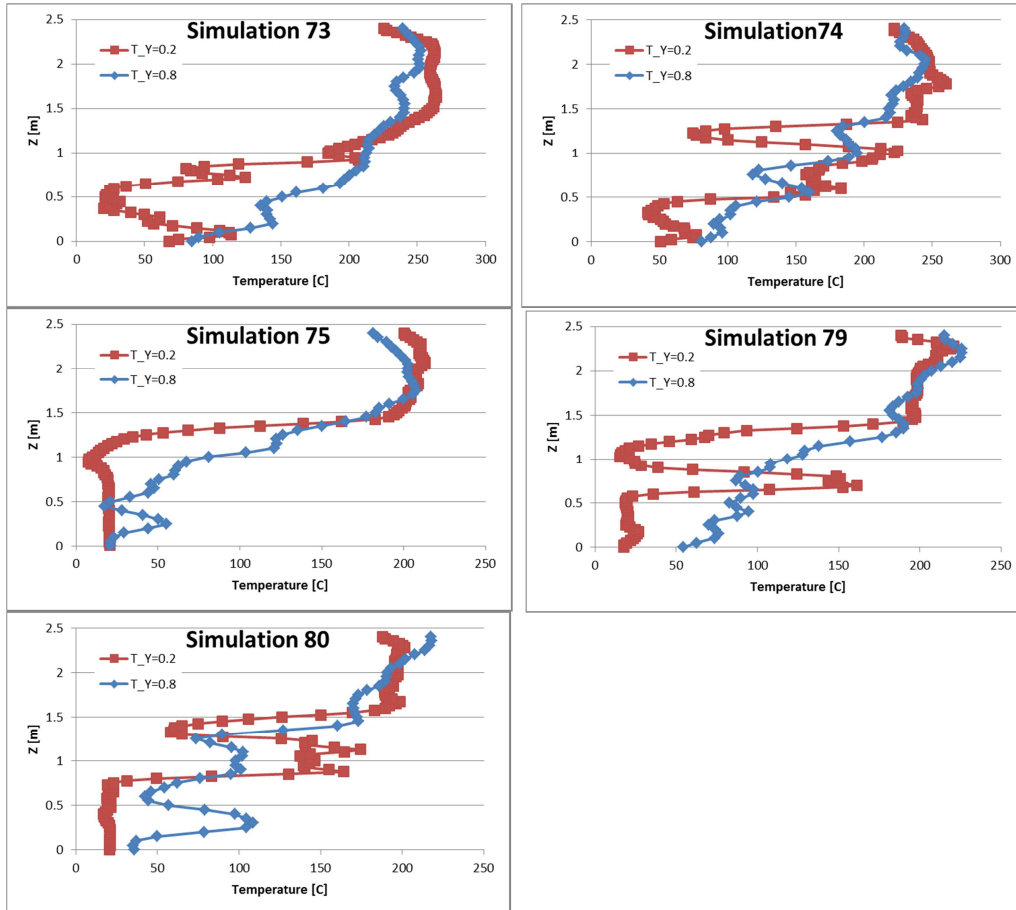 Simulation 73
T_Y=0.2
T_Y=0.8
Z [m]
2.5
2
1.5
1
0.5
0
0 50 100 150 200 250 300
Temperature [C]
Simulation74
T_Y=0.2
T_Y=0.8
Z [m]
2.5
2
1.5
1
0.5
0
0 50 100 150 200 250 300
Temperature [C]
Simulation 75
T_Y=0.2
T_Y=0.8
Z [m]
2.5
2
1.5
1
0.5
0
0 50 100 150 200 250
Temperature [C]
Simulation 79
T_Y=0.2
T_Y=0.8
Z [m]
2.5
2
1.5
1
0.5
0
0 50 100 150 200 250
Temperature [C]
Simulation 80
T_Y=0.2
T_Y=0.8
Z [m]
2.5
2
1.5
1
0.5
0
0 50 100 150 200 250
Temperature [C]